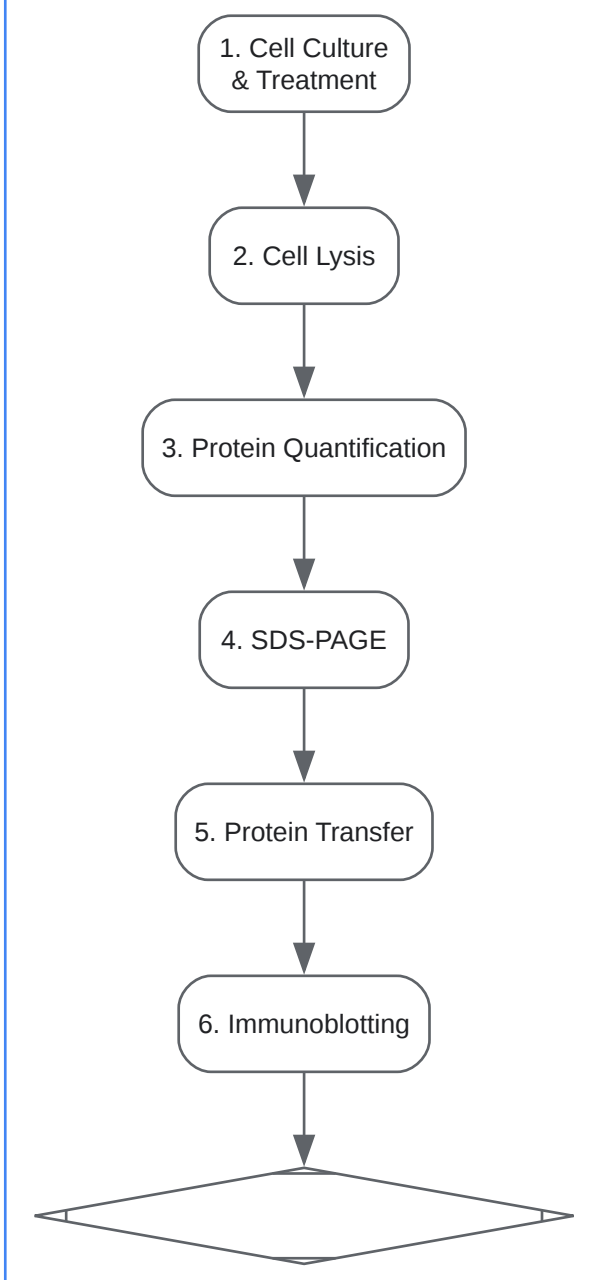 1. Cell Culture
& Treatment
2. Cell Lysis
3. Protein Quantification
4. SDS-PAGE
5. Protein Transfer
6. Immunoblotting